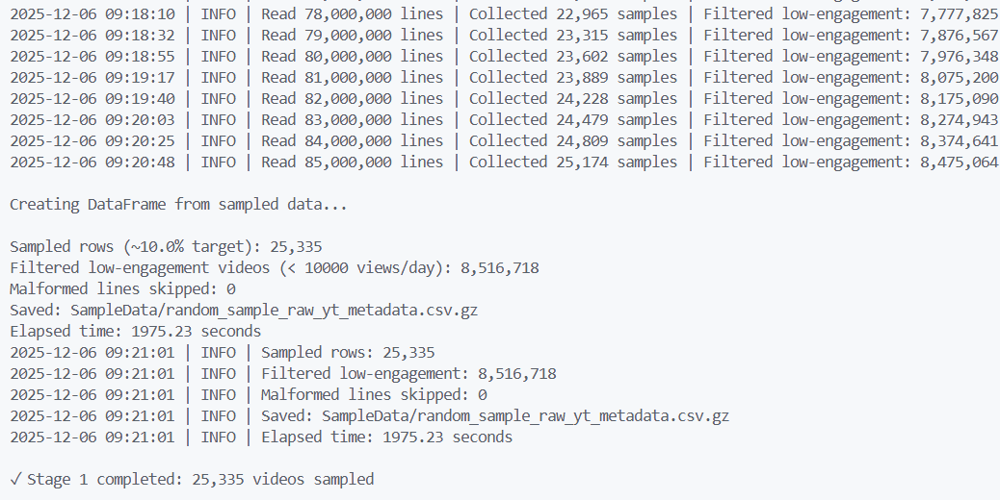 2025-12-06 09:18:10 | INFO | Read 78,000,000 lines | Collected 22,965 samples | Filtered low-engagement: 7,777,825
2025-12-06 09:18:32 | INFO | Read 79,000,000 lines | Collected 23,315 samples | Filtered low-engagement: 7,876,567
2025-12-06 09:18:55 | INFO | Read 80,000,000 lines | Collected 23,602 samples | Filtered low-engagement: 7,976,348
2025-12-06 09:19:17 | INFO | Read 81,000,000 lines | Collected 23,889 samples | Filtered low-engagement: 8,075,200
2025-12-06 09:19:40 | INFO | Read 82,000,000 lines | Collected 24,228 samples | Filtered low-engagement: 8,175,090
2025-12-06 09:20:03 | INFO | Read 83,000,000 lines | Collected 24,479 samples | Filtered low-engagement: 8,274,943
2025-12-06 09:20:25 | INFO | Read 84,000,000 lines | Collected 24,809 samples | Filtered low-engagement: 8,374,641
2025-12-06 09:20:48 | INFO | Read 85,000,000 lines | Collected 25,174 samples | Filtered low-engagement: 8,475,064
Creating DataFrame from sampled data...
Sampled rows (~10.0% target): 25,335
Filtered low-engagement videos (< 10000 views/day): 8,516,718
Malformed lines skipped: 0
Saved: SampleData/random_sample_raw_yt_metadata.csv.gz
Elapsed time: 1975.23 seconds
2025-12-06 09:21:01 | INFO | Sampled rows: 25,335
2025-12-06 09:21:01 | INFO | Filtered low-engagement: 8,516,718
2025-12-06 09:21:01 | INFO | Malformed lines skipped: 0
2025-12-06 09:21:01 | INFO | Saved: SampleData/random_sample_raw_yt_metadata.csv.gz
2025-12-06 09:21:01 | INFO | Elapsed time: 1975.23 seconds
✓ Stage 1 completed: 25,335 videos sampled